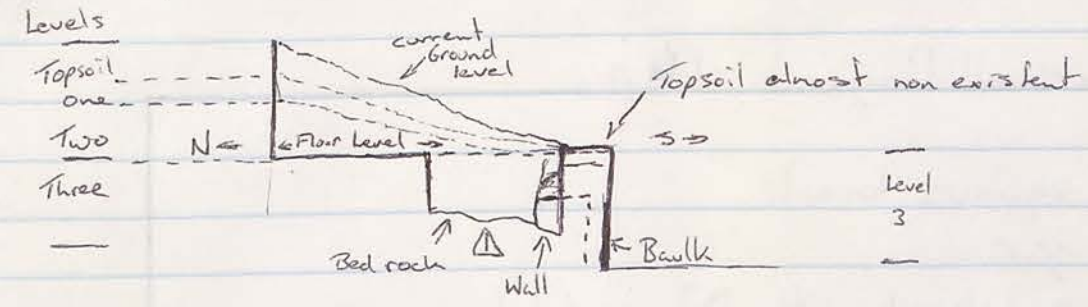 Levels
current
Ground
level
Topsoil
Topsoil almost non existent
one
Two
N
Floor Level
S
Three
Level
3
1
Bed rock
Baulk
Wall